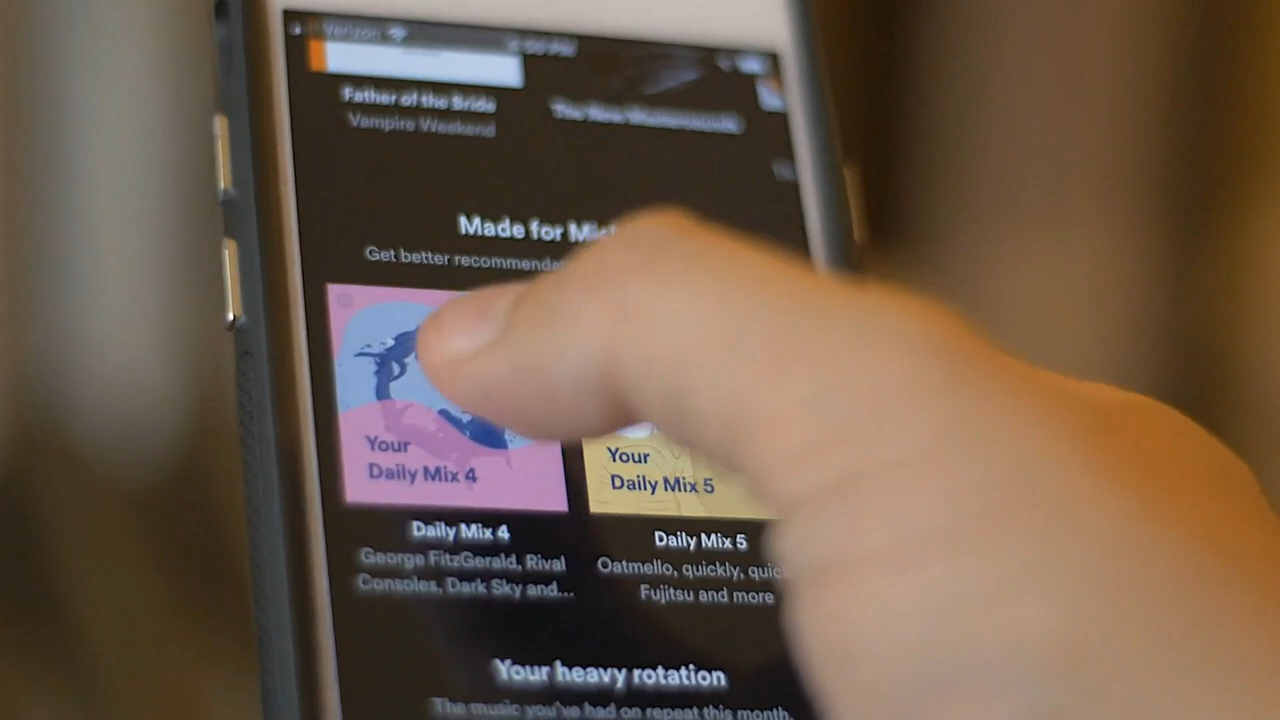 Verizon
Father of the Bride
Vampire Weekend
The New
Made for
Get better
Your
Daily Mix 4
Your
Daily Mix 5
Daily Mix 4
George FitzGerald, Rival
Consoles, Dark Sky and...
Daily Mix 5
Oatmello, quickly,
Fujitsu and more
Your heavy rotation
The music you've had on repeat this month.